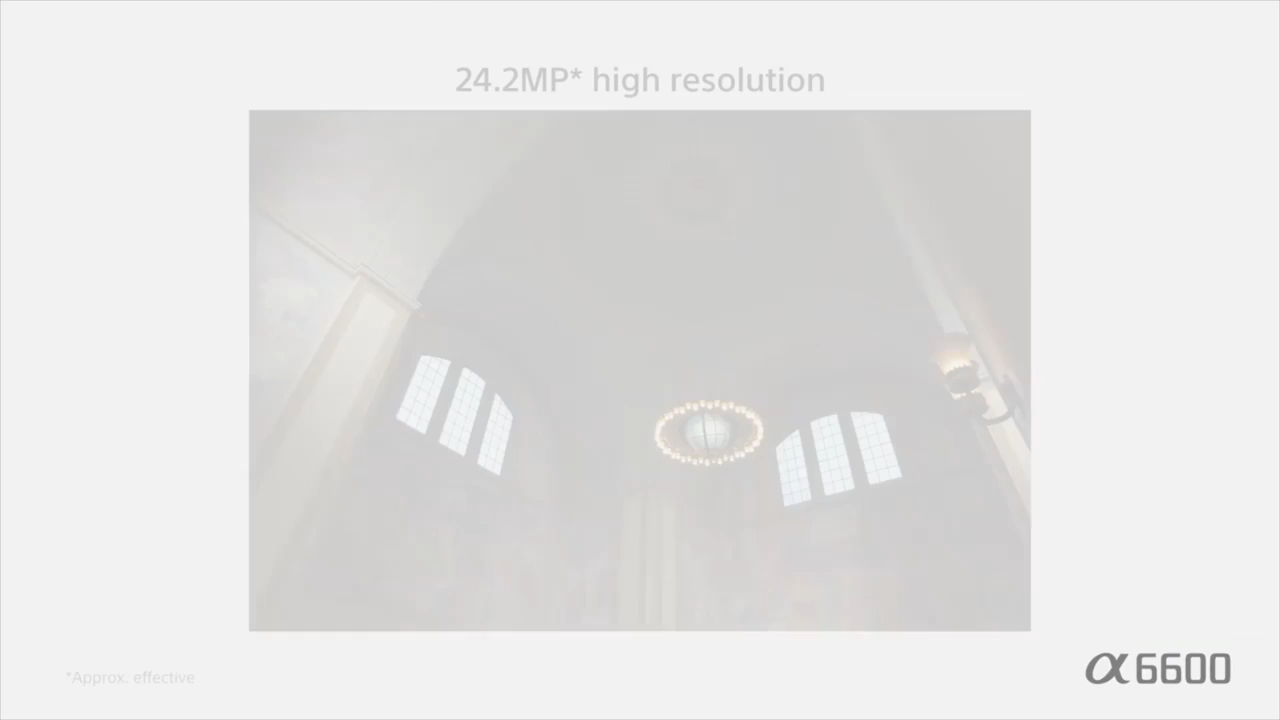 24.2MP* high resolution
*Approx. effective
α6600